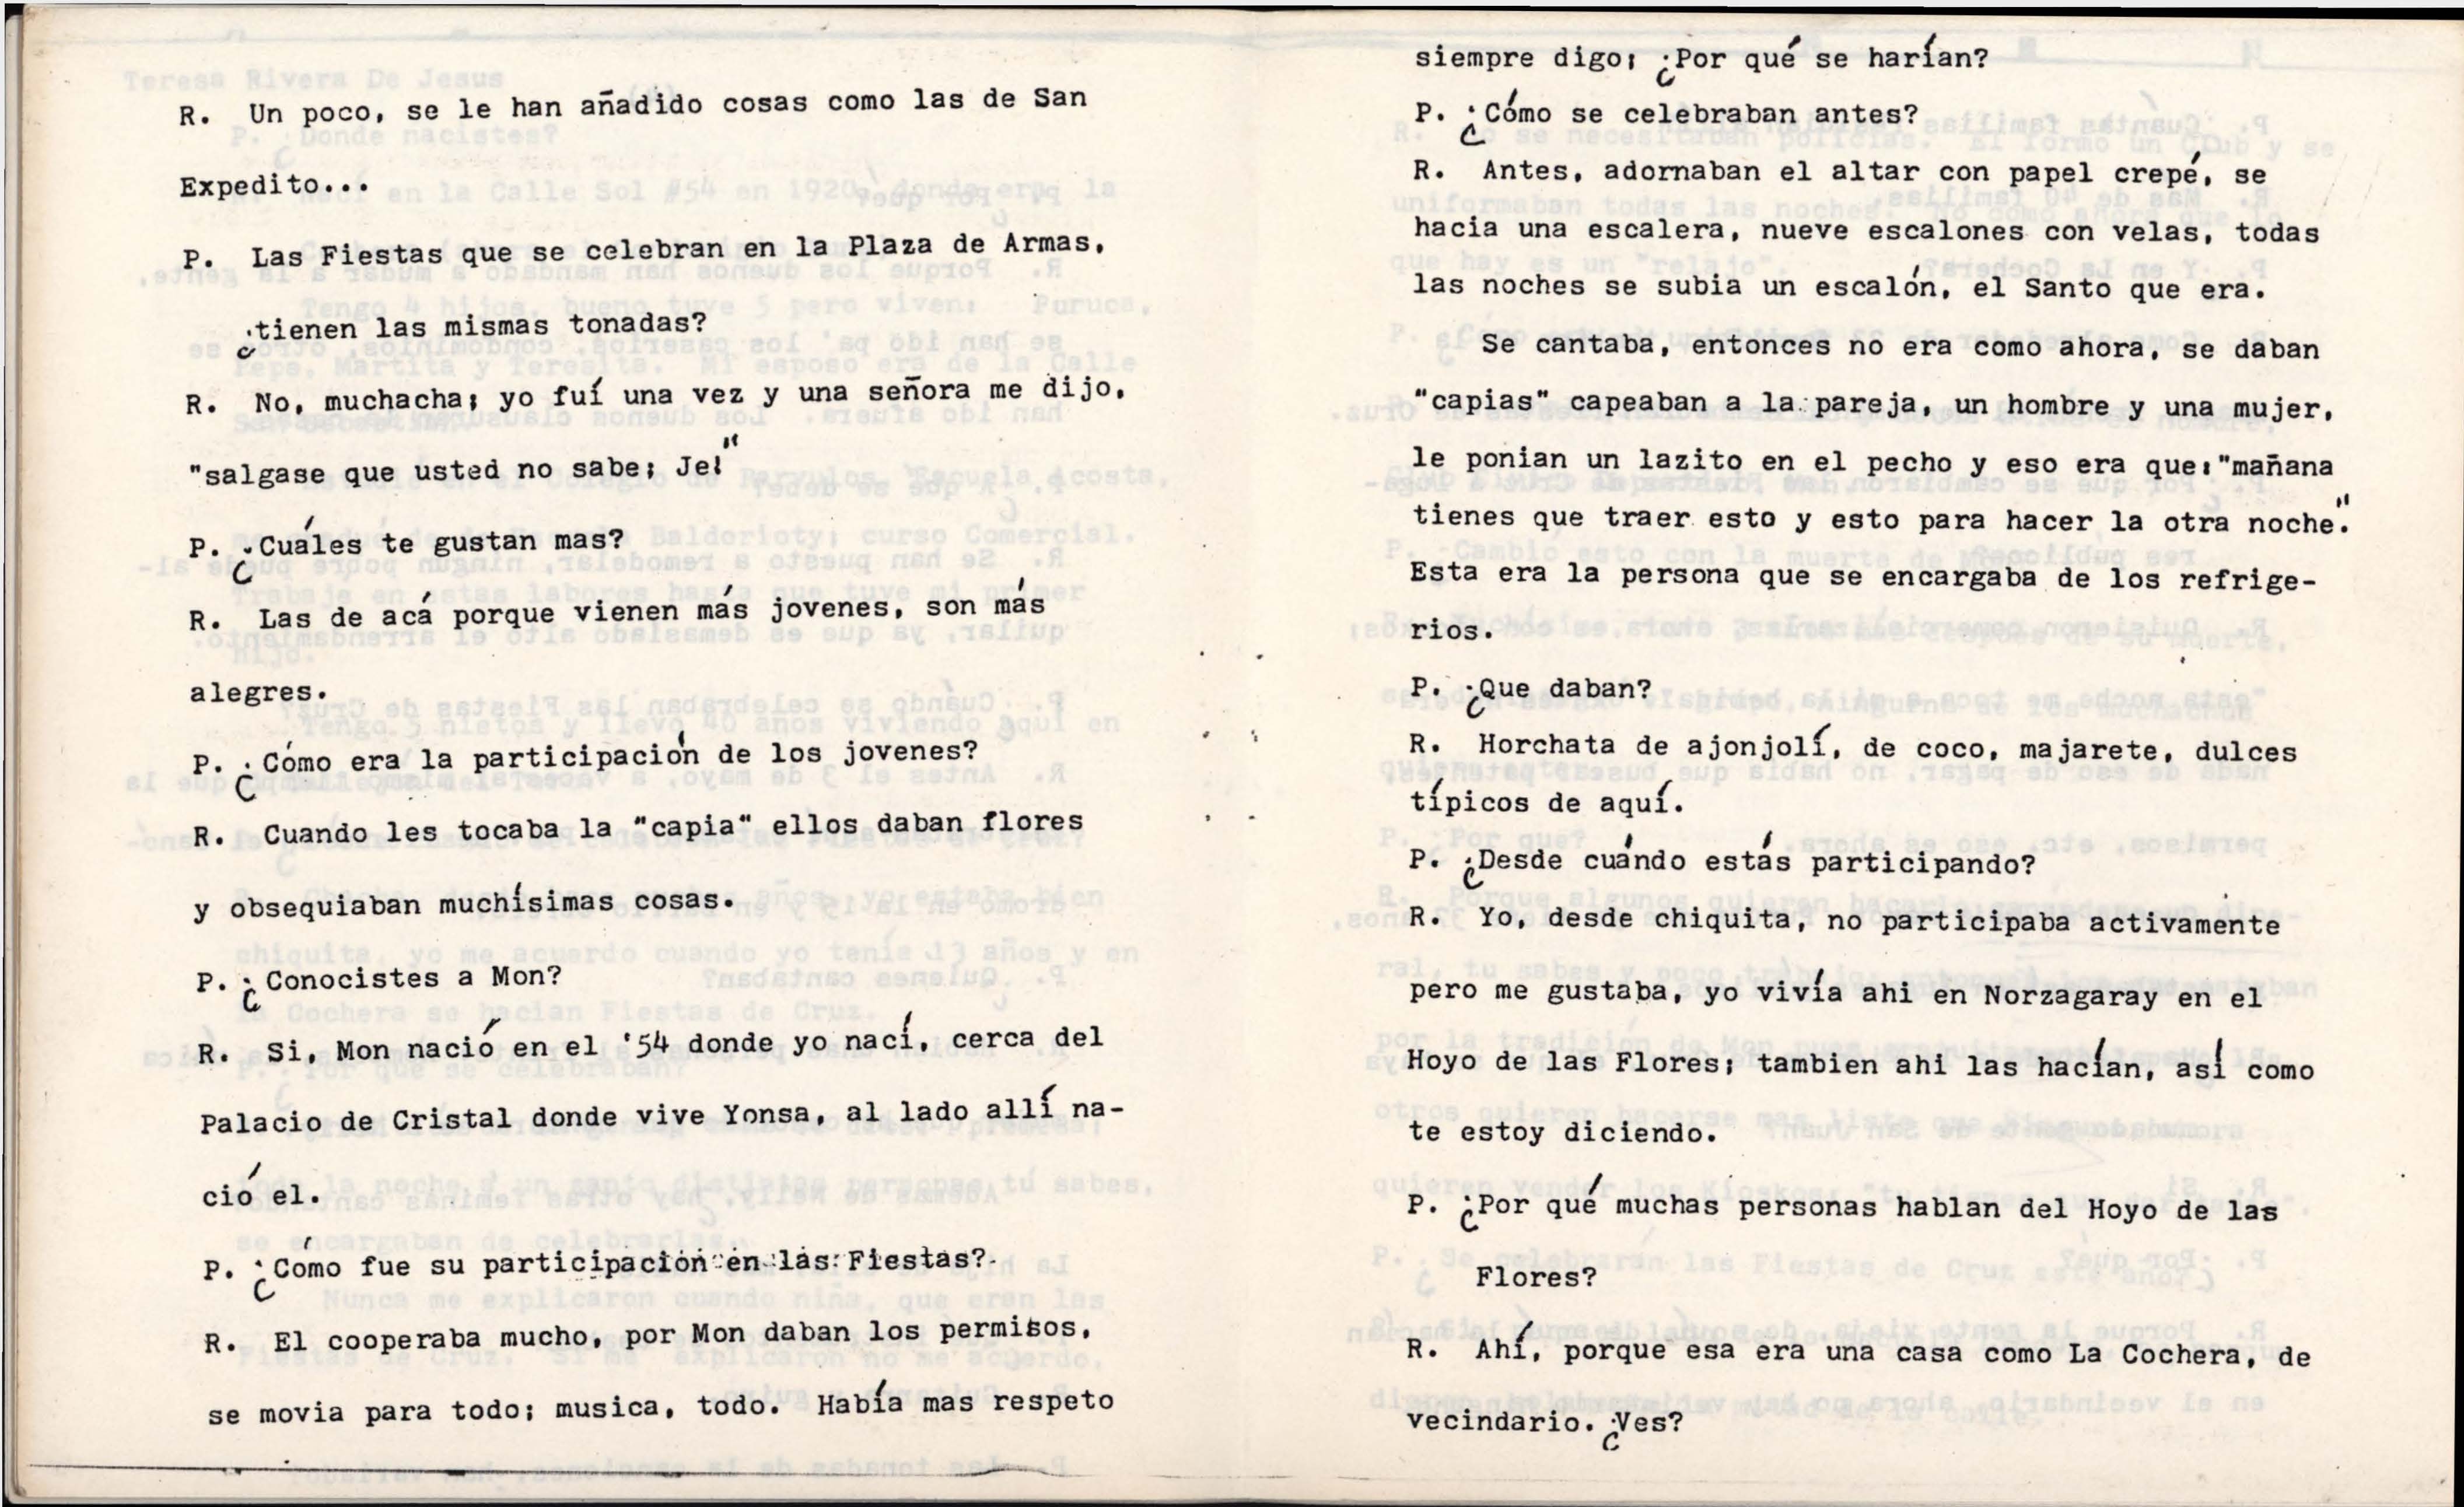 R. Un poco, se le han añadido cosas como las de San
Expedito...
P. Las Fiestas que se celebran en la Plaza de Armas,
¿tienen las mismas tonadas?
R. No, muchacha; yo fuí una vez y una señora me dijo,
"salgase que usted no sabe; Je!"
P. ¿Cuáles te gustan mas?
R. Las de acá porque vienen más jovenes, son más
alegres.
P. ¿Cómo era la participación de los jovenes?
R. Cuando les tocaba la "capia" ellos daban flores
y obsequiaban muchísimas cosas.
P. ¿Conocistes a Mon?
R. Si, Mon nació en el '54 donde yo nací, cerca del
Palacio de Cristal donde vive Yonsa, al lado allí na-
ció el.
P. ¿Cómo fue su participación en las Fiestas?
R. El cooperaba mucho, por Mon daban los permisos,
se movia para todo; musica, todo. Había mas respeto
siempre digo; ¿Por qué se harían?
P. ¿Cómo se celebraban antes?
R. Antes, adornaban el altar con papel crepé, se
hacia una escalera, nueve escalones con velas, todas
las noches se subia un escalón, el Santo que era.
Se cantaba, entonces no era como ahora, se daban
"capias" capeaban a la pareja, un hombre y una mujer,
le ponian un lazito en el pecho y eso era que: "mañana
tienes que traer esto y esto para hacer la otra noche."
Esta era la persona que se encargaba de los refrige-
rios.
P. ¿Que daban?
R. Horchata de ajonjolí, de coco, majarete, dulces
típicos de aquí.
P. ¿Desde cuándo estás participando?
R. Yo, desde chiquita, no participaba activamente
pero me gustaba, yo vivía ahi en Norzagaray en el
Hoyo de las Flores; tambien ahi las hacían, así como
te estoy diciendo.
P. ¿Por qué muchas personas hablan del Hoyo de las
Flores?
R. Ahí, porque esa era una casa como La Cochera, de
vecindario. ¿Ves?